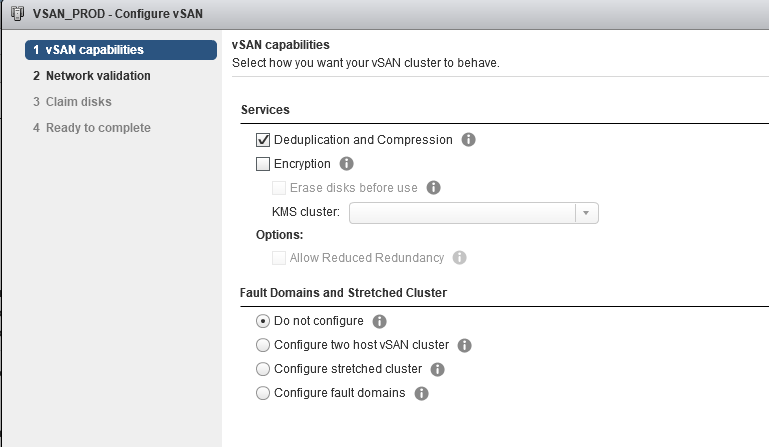 VSAN_PROD - Configure vSAN
1 vSAN capabilities
2 Network validation
3 Claim disks
4 Ready to complete
vSAN capabilities
Select how you want your vSAN cluster to behave.
Services
Deduplication and Compression
Encryption
Erase disks before use
KMS cluster:
Options:
Allow Reduced Redundancy
Fault Domains and Stretched Cluster
Do not configure
Configure two host vSAN cluster
Configure stretched cluster
Configure fault domains